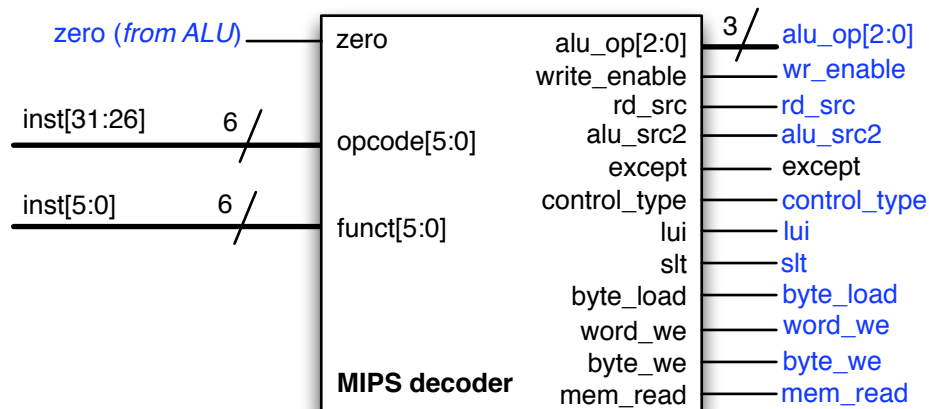 zero (from ALU) zero alu_op[2:0] 3 alu_op[2:0]
write_enable wr_enable
rd_src rd_src
inst[31:26] 6 opcode[5:0] alu_src2 alu_src2
except except
inst[5:0] 6 funct[5:0] control_type control_type
lui lui
slt slt
byte_load byte_load
word_we word_we
byte_we byte_we
MIPS decoder mem_read mem_read